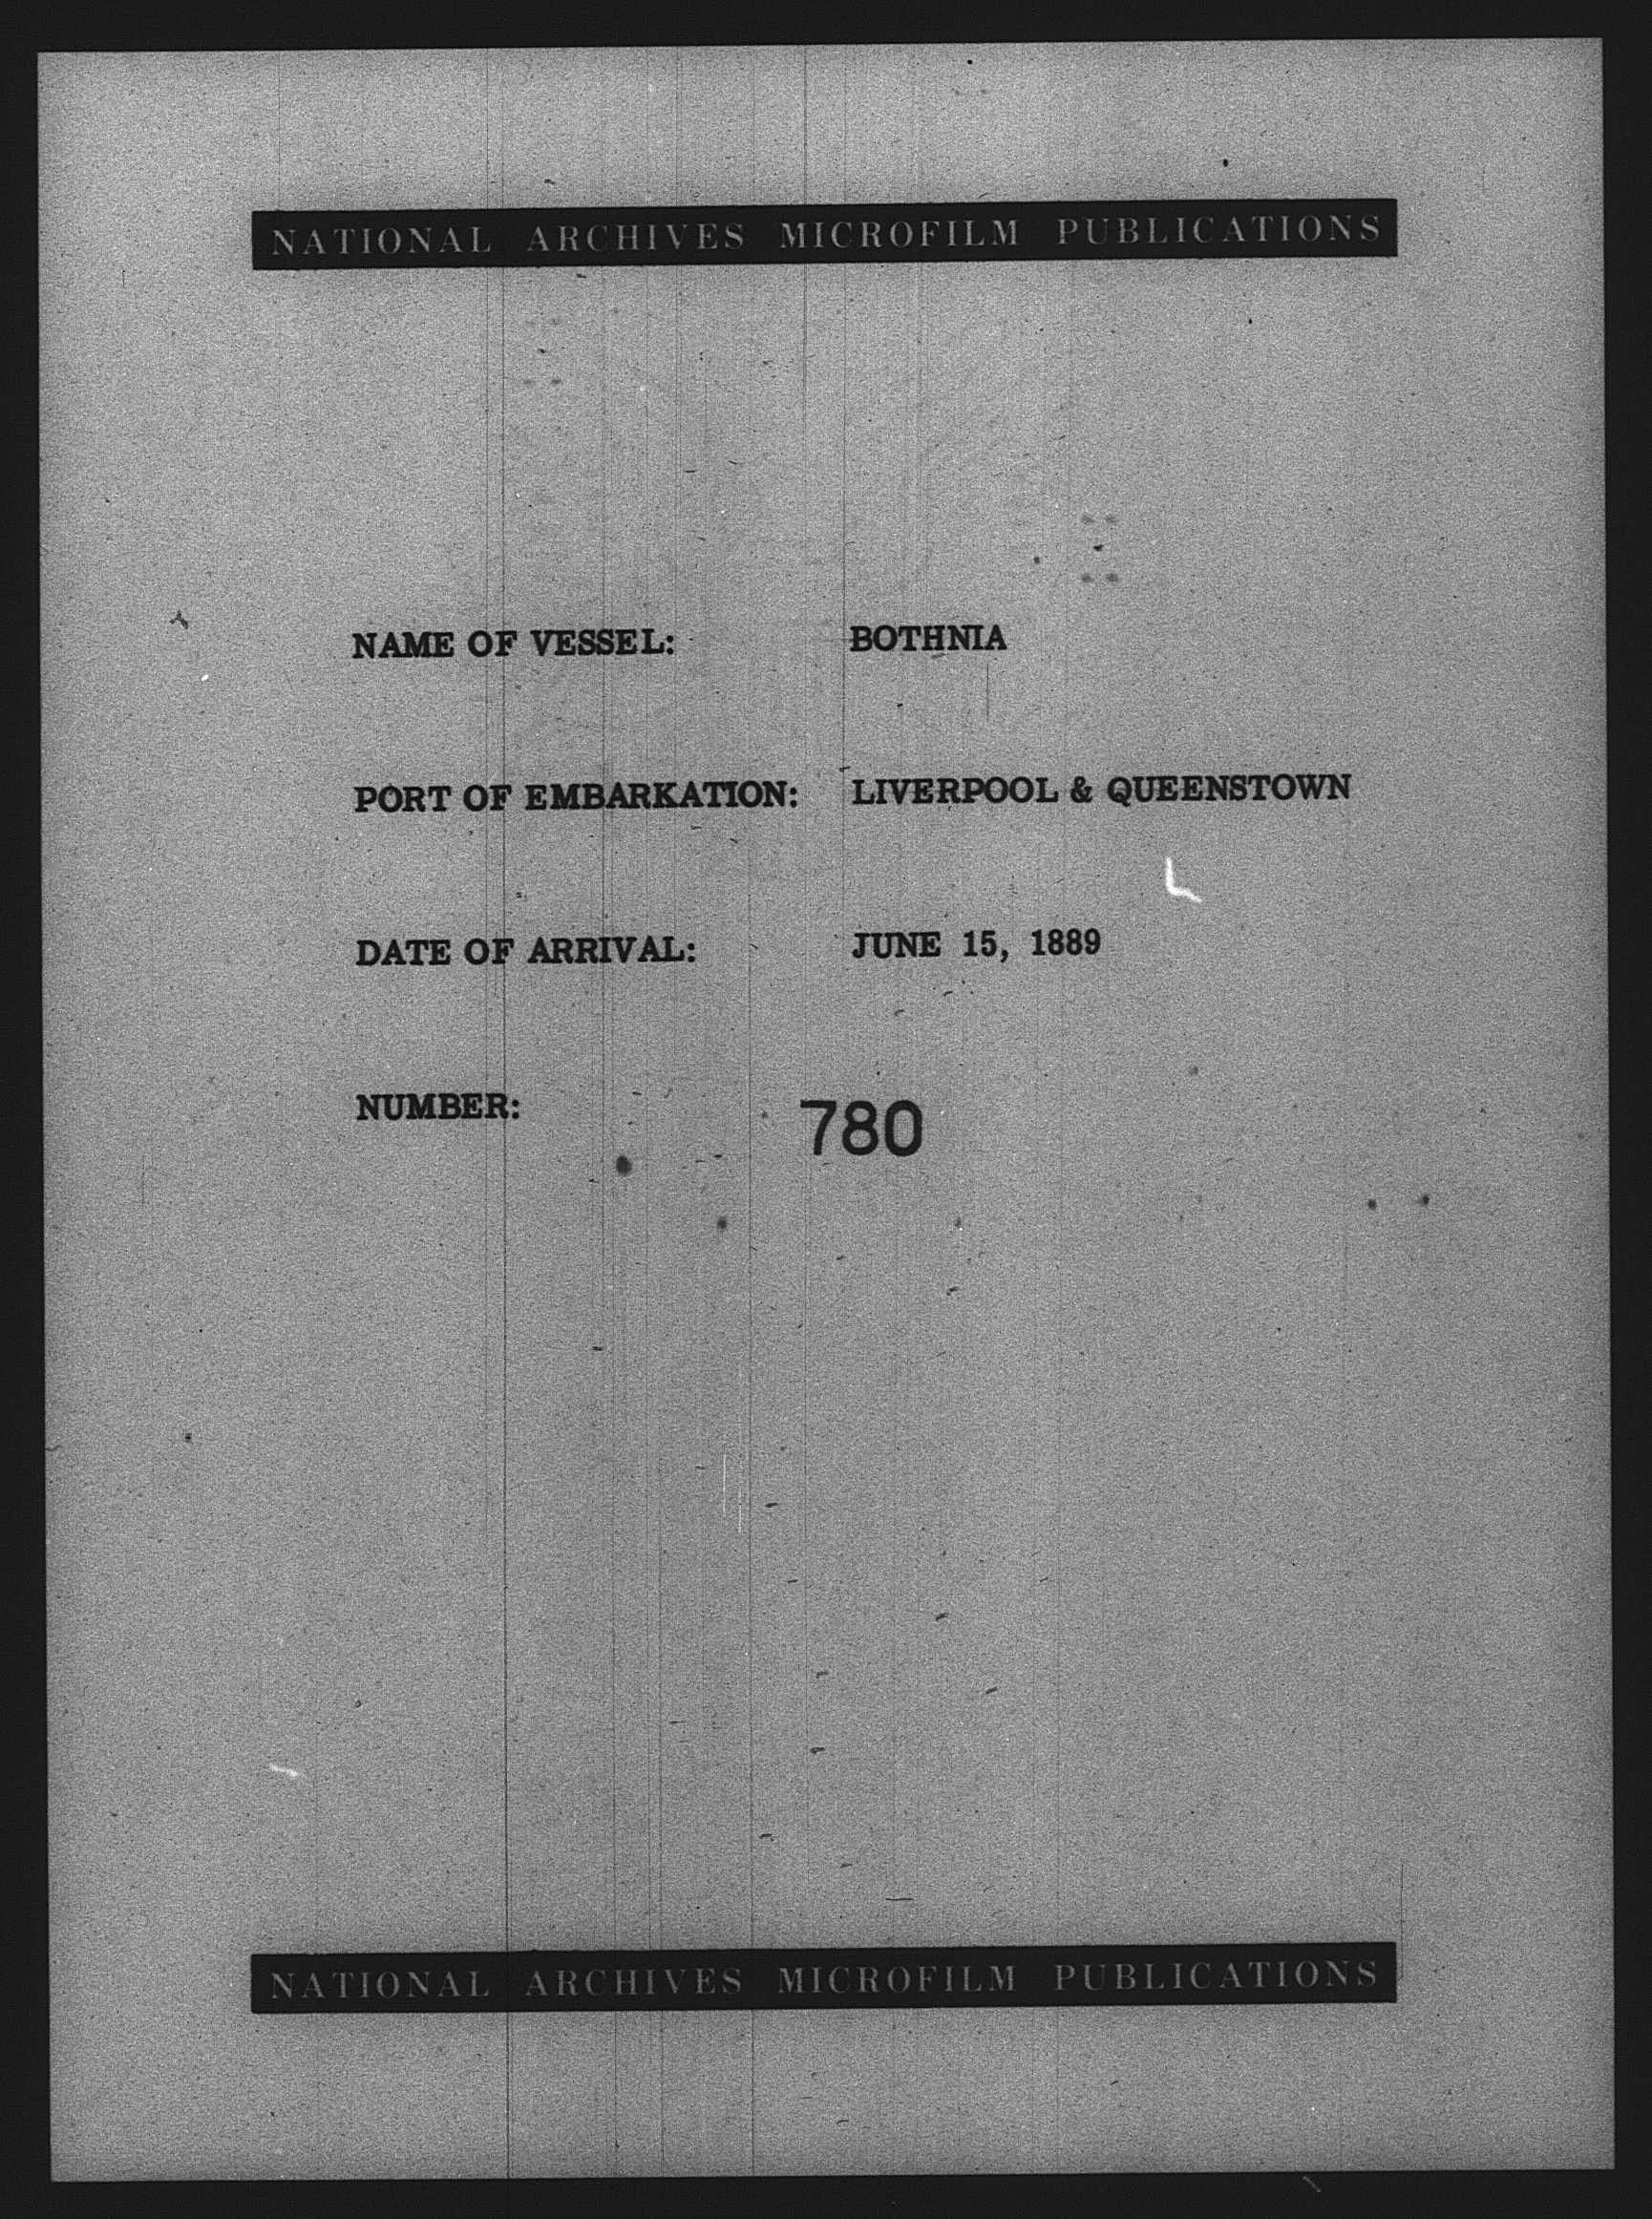 NATIONAL ARCHIVES MICROFILM PUBLICATIONS
NAME OF VESSEL: BOTHNIA
PORT OF EMBARKATION: LIVERPOOL & QUEENSTOWN
DATE OF ARRIVAL: JUNE 15, 1889
NUMBER: 780
NATIONAL ARCHIVES MICROFILM PUBLICATIONS